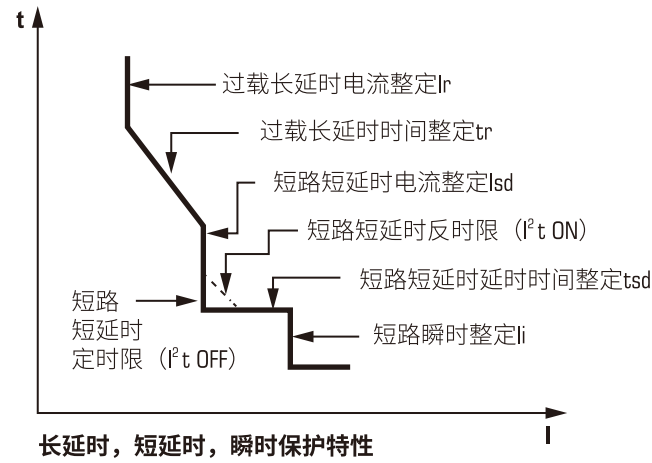 t
过载长延时电流整定Ir
过载长延时时间整定tr
短路短延时电流整定Isd
短路短延时反时限（I²t ON）
短路短延时延时时间整定tsd
短路
短延时
定时限（I²t OFF）
短路瞬时整定Ii
I
长延时，短延时，瞬时保护特性